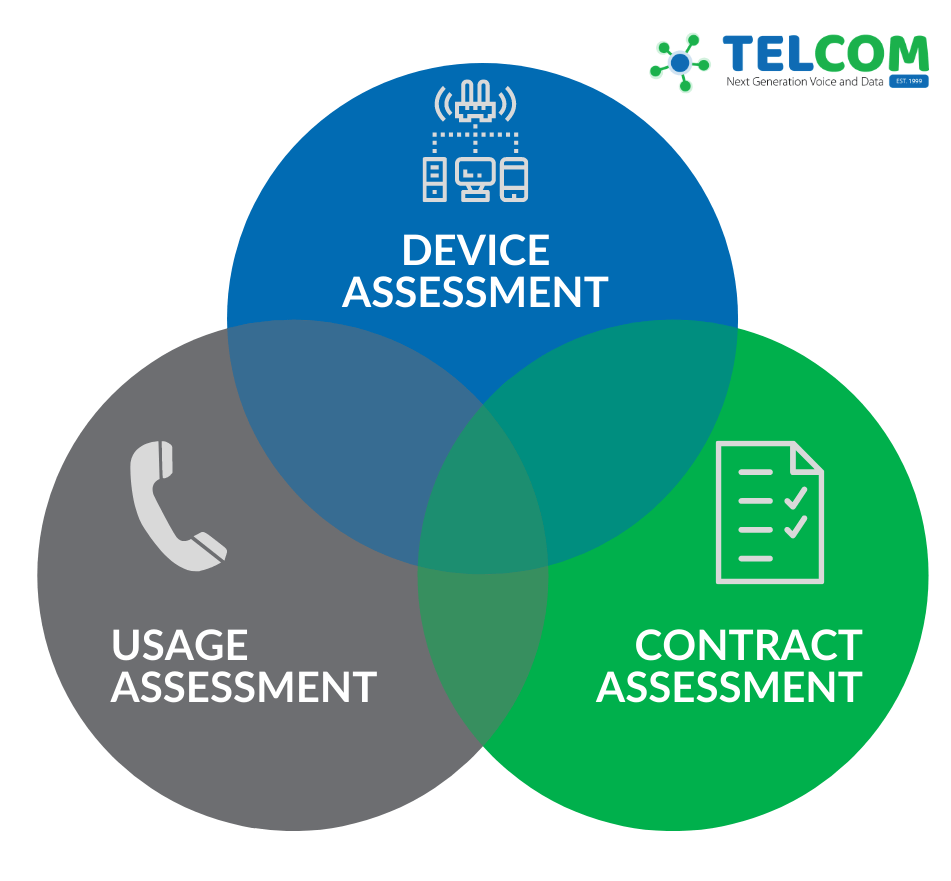 TELCOM
Next Generation Voice and Data EST. 1999
DEVICE
ASSESSMENT
USAGE
ASSESSMENT
CONTRACT
ASSESSMENT